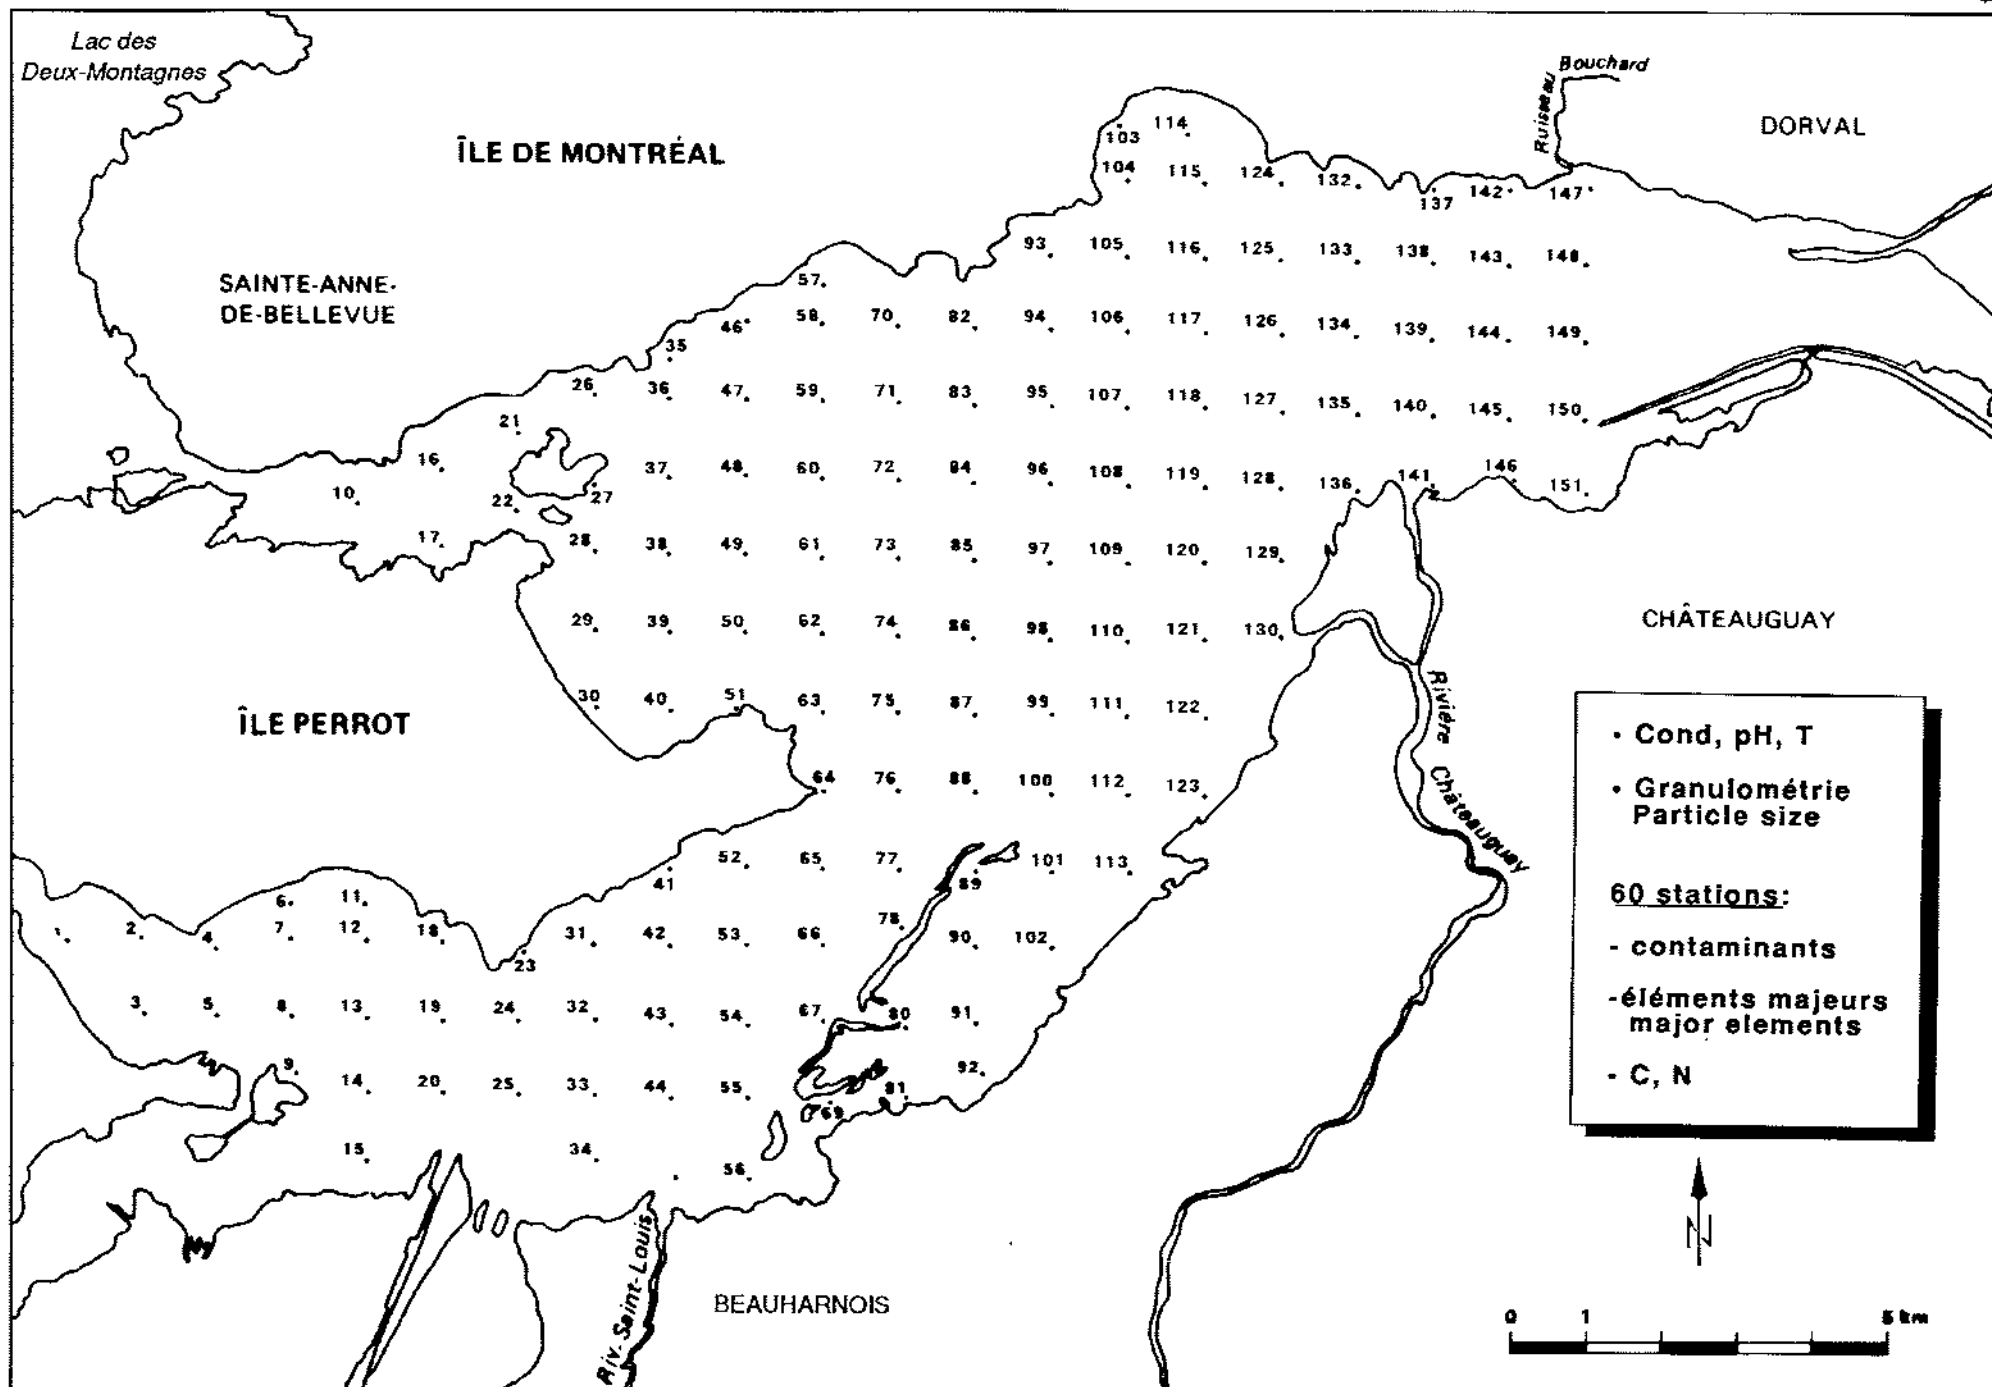 Lac des
Deux-Montagnes
Bouchard
Ruisseau
DORVAL
ÎLE DE MONTRÉAL
103 114
104 115 124 132 137 142 147
SAINTE-ANNE-
DE-BELLEVUE
93 105 116 125 133 138 143 148
57
46 58 70 82 94 106 117 126 134 139 144 149
35
26 36 47 59 71 83 95 107 118 127 135 140 145 150
21
16 37 48 60 72 84 96 108 119 128 136 141 146 151
10 22 27
17 28 38 49 61 73 85 97 109 120 129
29 39 50 62 74 86 98 110 121 130
CHÂTEAUGUAY
30 40 51 63 75 87 99 111 122
ÎLE PERROT
Rivière
Châteauguay
64 76 88 100 112 123
52 65 77 101 113
41 89
6 11
1 2 4 7 12 18 31 42 53 66 78 90 102
23
3 5 8 13 19 24 32 43 54 67 80 91
9 14 20 25 33 44 55 81 92
69
15 34 56
Riv. Saint-Louis
BEAUHARNOIS
• Cond, pH, T
• Granulométrie
Particle size
60 stations:
- contaminants
-éléments majeurs
major elements
- C, N
N
0 1 5 km